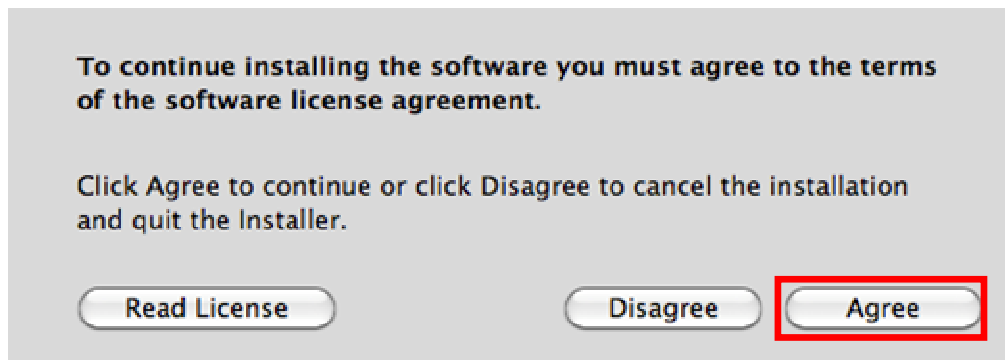 To continue installing the software you must agree to the terms
of the software license agreement.
Click Agree to continue or click Disagree to cancel the installation
and quit the Installer.
Read License
Disagree
Agree